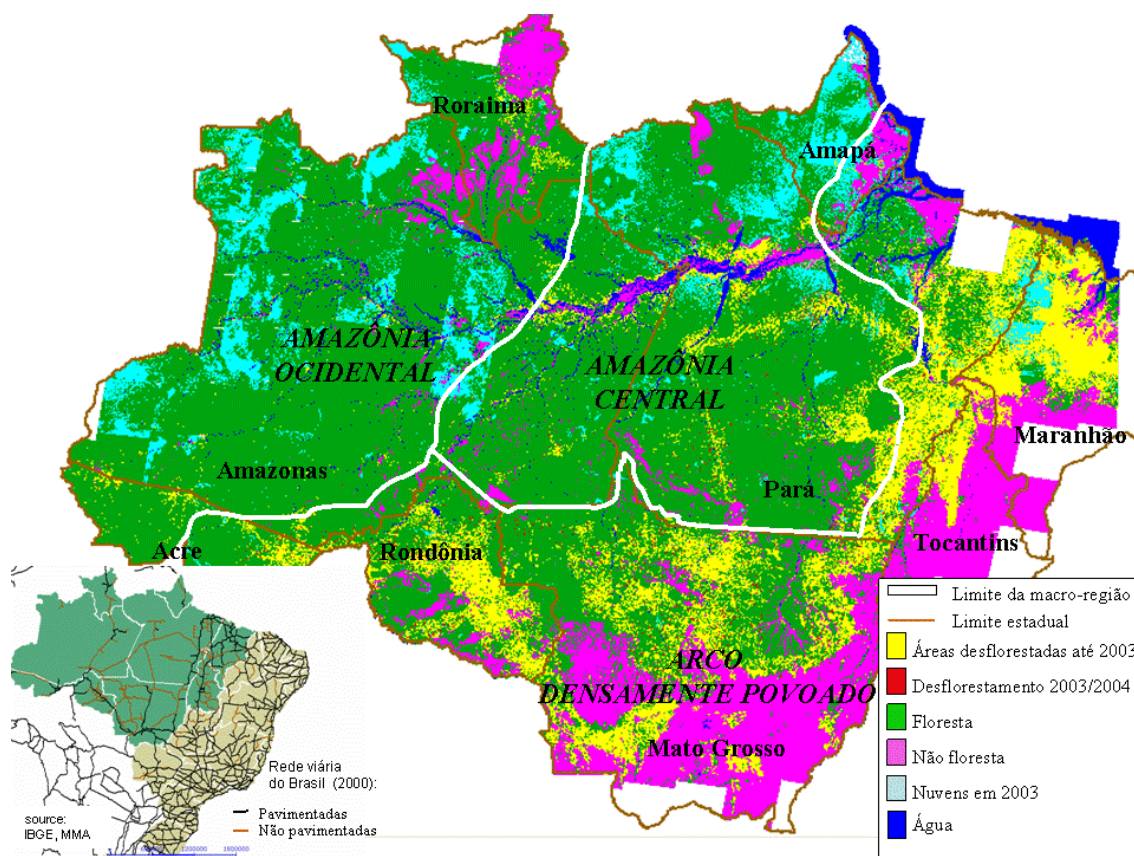 Roraima
Amapá
AMAZÔNIA
OCIDENTAL
AMAZÔNIA
CENTRAL
Maranhão
Amazonas
Pará
Acre
Rondônia
Tocantins
ARCO
DENSAMENTE POVOADO
Mato Grosso
Limite da macro-região
Limite estadual
Áreas desflorestadas até 2003
Desflorestamento 2003/2004
Floresta
Não floresta
Nuvens em 2003
Água
Rede viária
do Brasil (2000):
Pavimentadas
Não pavimentadas
source:
IBGE, MMA